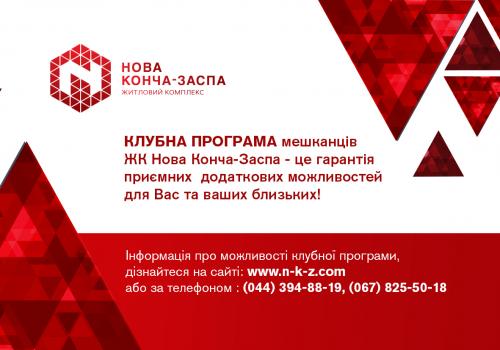 НОВА
КОНЧА-ЗАСПА
ЖИТЛОВИЙ КОМПЛЕКС
КЛУБНА ПРОГРАМА мешканців
ЖК Нова Конча-Заспа - це гарантія
приємних додаткових можливостей
для Вас та ваших близьких!
Інформація про можливості клубної програми,
дізнайтеся на сайті: www.n-k-z.com
або за телефоном : (044) 394-88-19, (067) 825-50-18